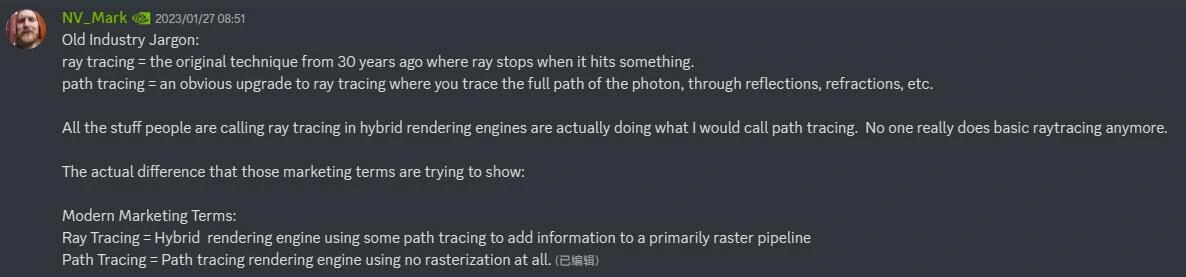 NV_Mark 2023/01/27 08:51
Old Industry Jargon:
ray tracing = the original technique from 30 years ago where ray stops when it hits something.
path tracing = an obvious upgrade to ray tracing where you trace the full path of the photon, through reflections, refractions, etc.
All the stuff people are calling ray tracing in hybrid rendering engines are actually doing what I would call path tracing.  No one really does basic raytracing anymore.
The actual difference that those marketing terms are trying to show:
Modern Marketing Terms:
Ray Tracing = Hybrid  rendering engine using some path tracing to add information to a primarily raster pipeline
Path Tracing = Path tracing rendering engine using no rasterization at all. (已编辑)